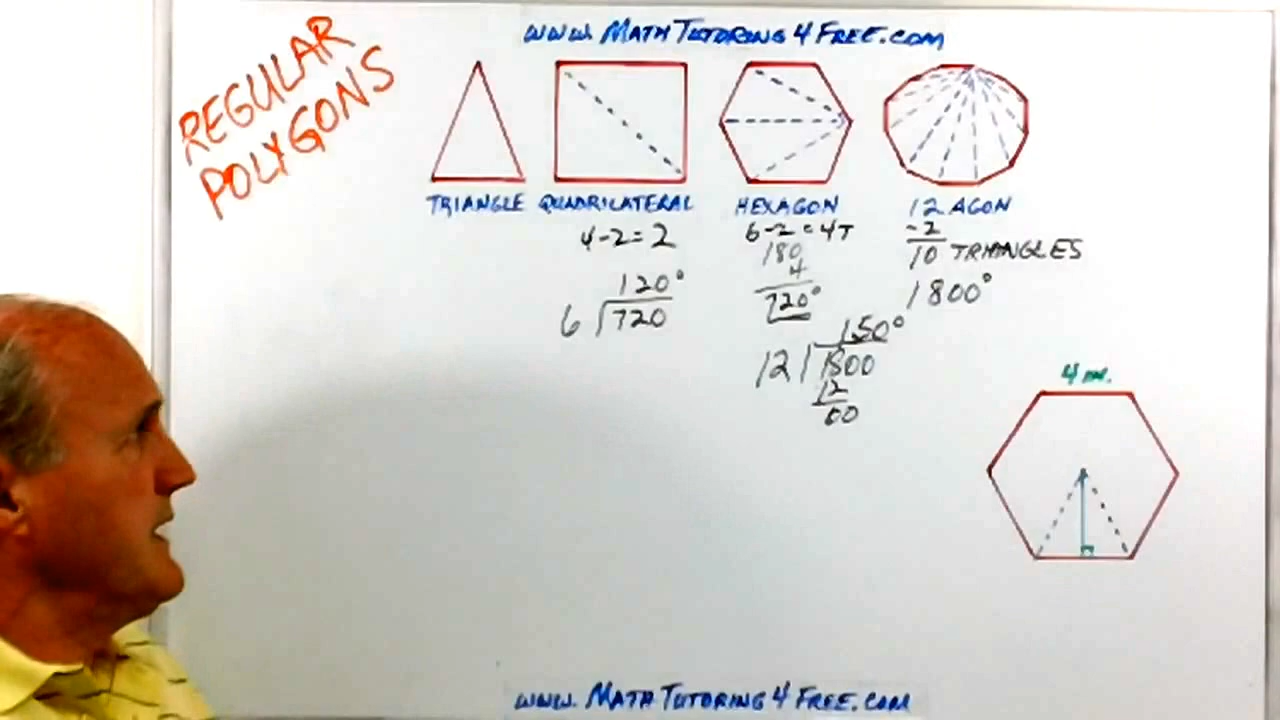 www.MATHTUTORING4FREE.COM
REGULAR
POLYGONS
TRIANGLE QUADRILATERAL HEXAGON 12 AGON
4-2=2
6-2=4T
-2
10 TRIANGLES
180
4
720°
1800°
120°
6)720
150°
12)1800
12
60
4 in.
www.MATHTUTORING4FREE.COM